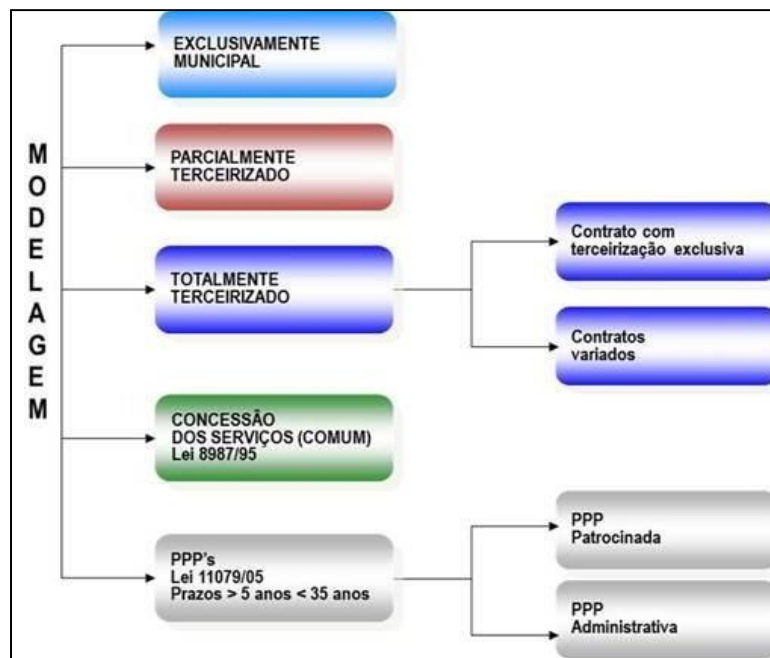 MODELAGEM
EXCLUSIVAMENTE
MUNICIPAL
PARCIALMENTE
TERCEIRIZADO
TOTALMENTE
TERCEIRIZADO
Contrato com
terceirização exclusiva
Contratos
variados
CONCESSÃO
DOS SERVIÇOS (COMUM)
Lei 8987/95
PPP's
Lei 11079/05
Prazos > 5 anos < 35 anos
PPP
Patrocinada
PPP
Administrativa